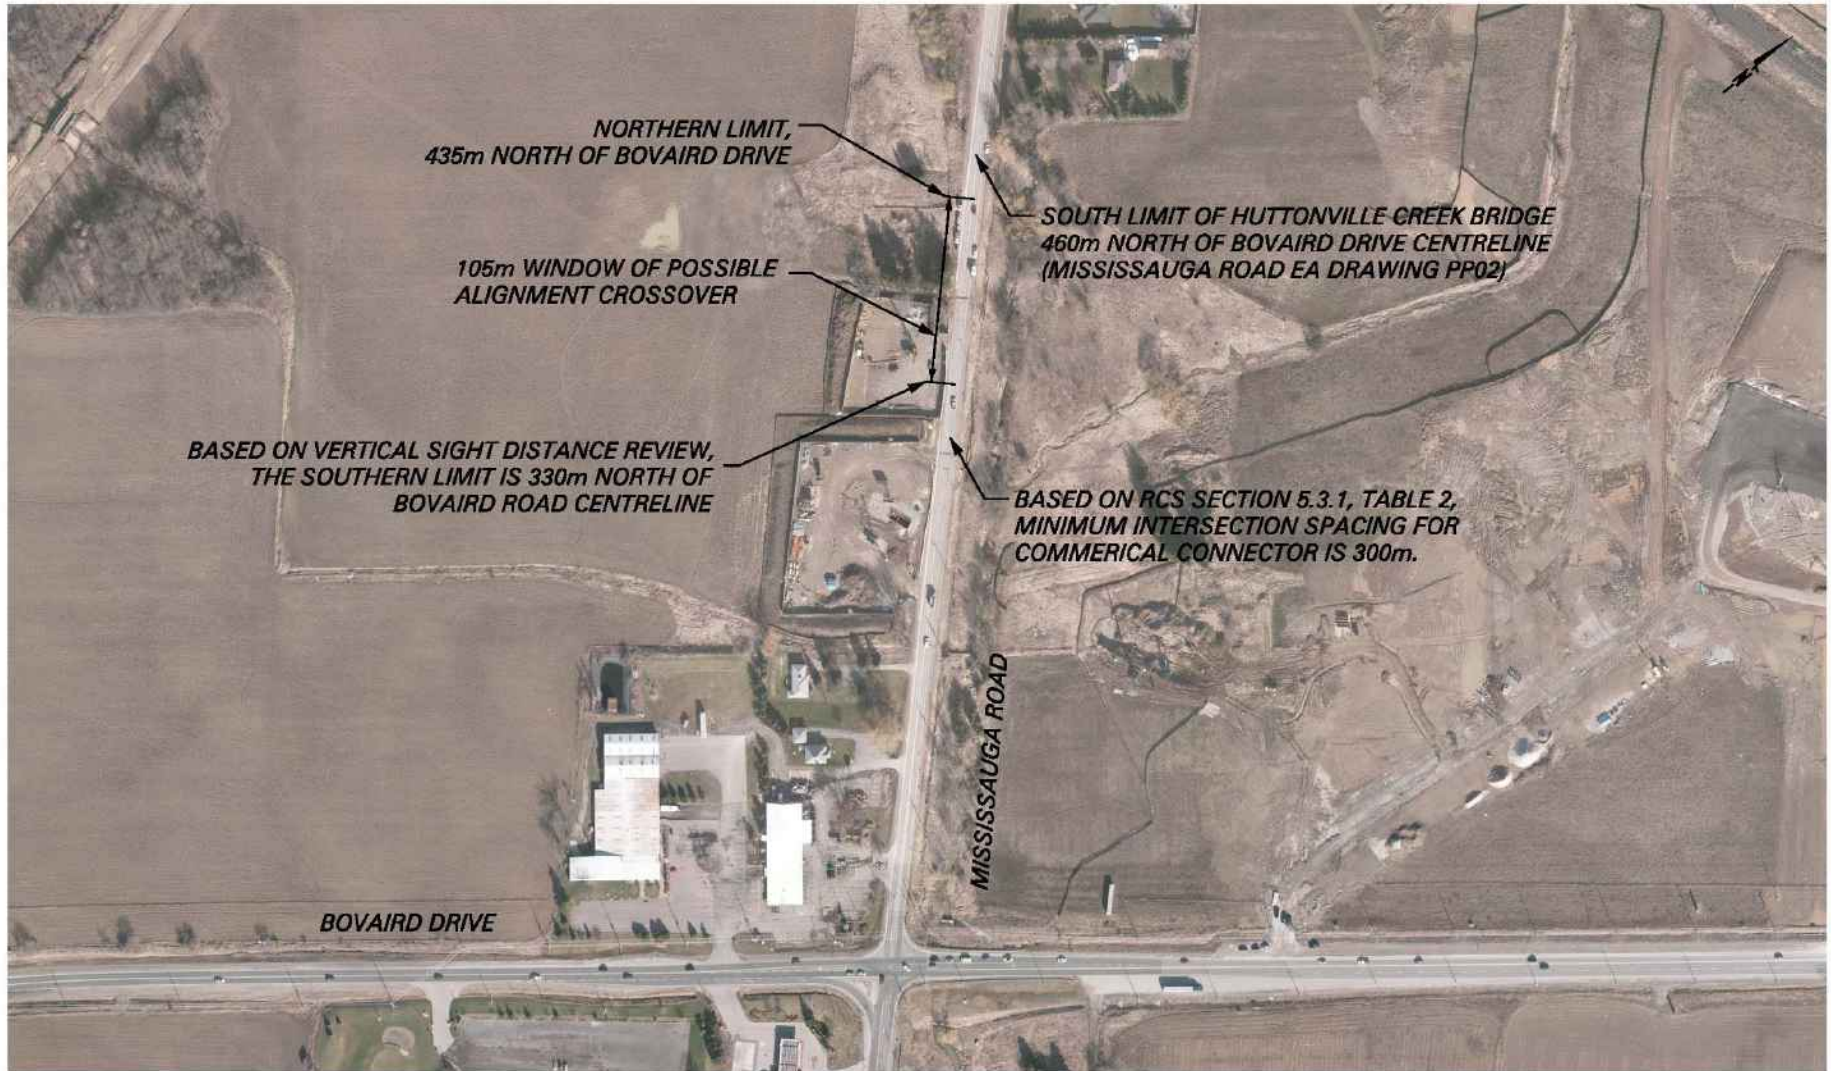 NORTHERN LIMIT,
435m NORTH OF BOVAIRD DRIVE
SOUTH LIMIT OF HUTTONVILLE CREEK BRIDGE
460m NORTH OF BOVAIRD DRIVE CENTRELINE
(MISSISSAUGA ROAD EA DRAWING PP02)
105m WINDOW OF POSSIBLE
ALIGNMENT CROSSOVER
BASED ON VERTICAL SIGHT DISTANCE REVIEW,
THE SOUTHERN LIMIT IS 330m NORTH OF
BOVAIRD ROAD CENTRELINE
BASED ON RCS SECTION 5.3.1, TABLE 2,
MINIMUM INTERSECTION SPACING FOR
COMMERICAL CONNECTOR IS 300m.
MISSISSAUGA ROAD
BOVAIRD DRIVE